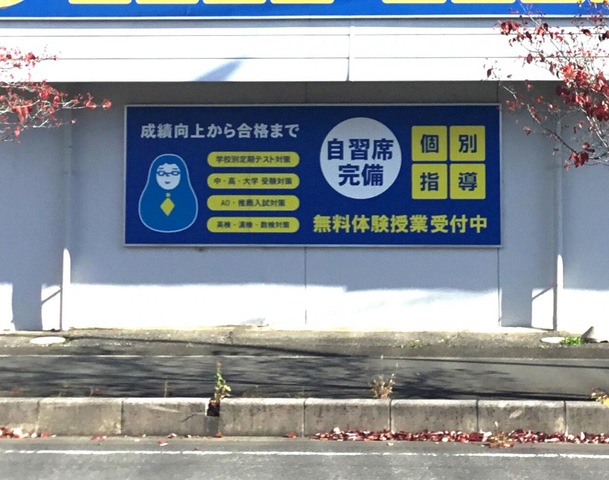 成績向上から合格まで
学校別定期テスト対策
中・高・大学 受験対策
AO・推薦入試対策
英検・漢検・数検対策
自習席
完備
個別
指導
無料体験授業受付中